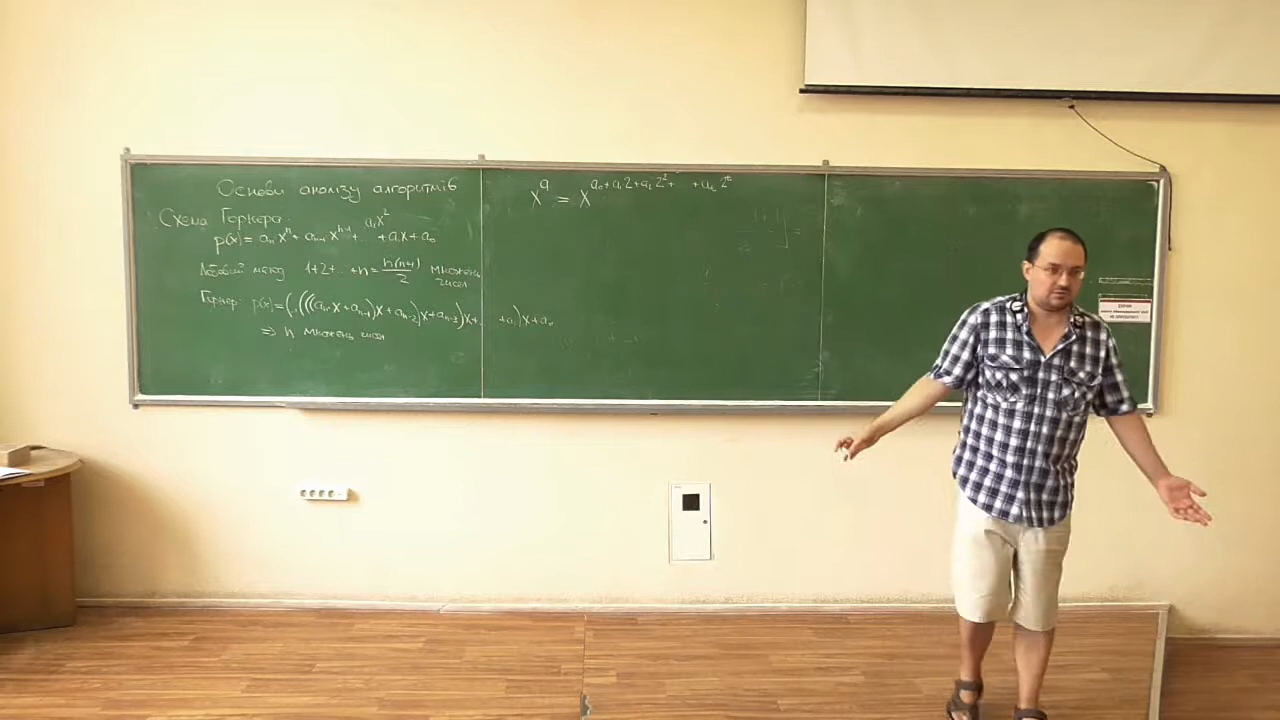 Основи аналізу алгоритмів
Схема Горнера
a₂x²
p(x) = aₙxⁿ + aₙ₋₁xⁿ⁻¹ + ... + a₁x + a₀
Лобовий метод 1+2+...+n = n(n+1)/2 множень чисел
Горнер p(x) = (...(((aₙx + aₙ₋₁)x + aₙ₋₂)x + aₙ₋₃)x + ... + a₁)x + a₀
⇒ n множень чисел
xᵃ = x^(a₀ + a₁2 + a₂2² + ... + aₖ2ᵏ)